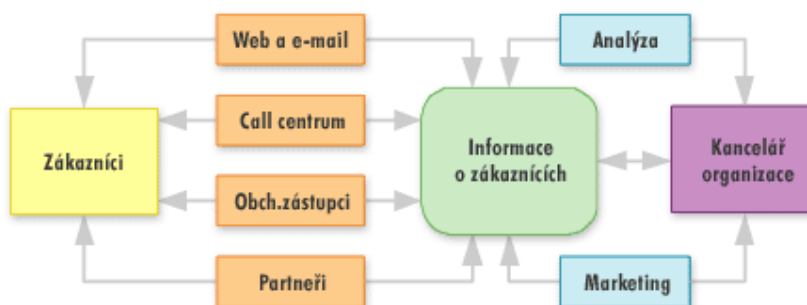 Web a e-mail
Analýza
Call centrum
Zákazníci
Informace
o zákaznících
Kancelář
organizace
Obch.zástupci
Partneři
Marketing